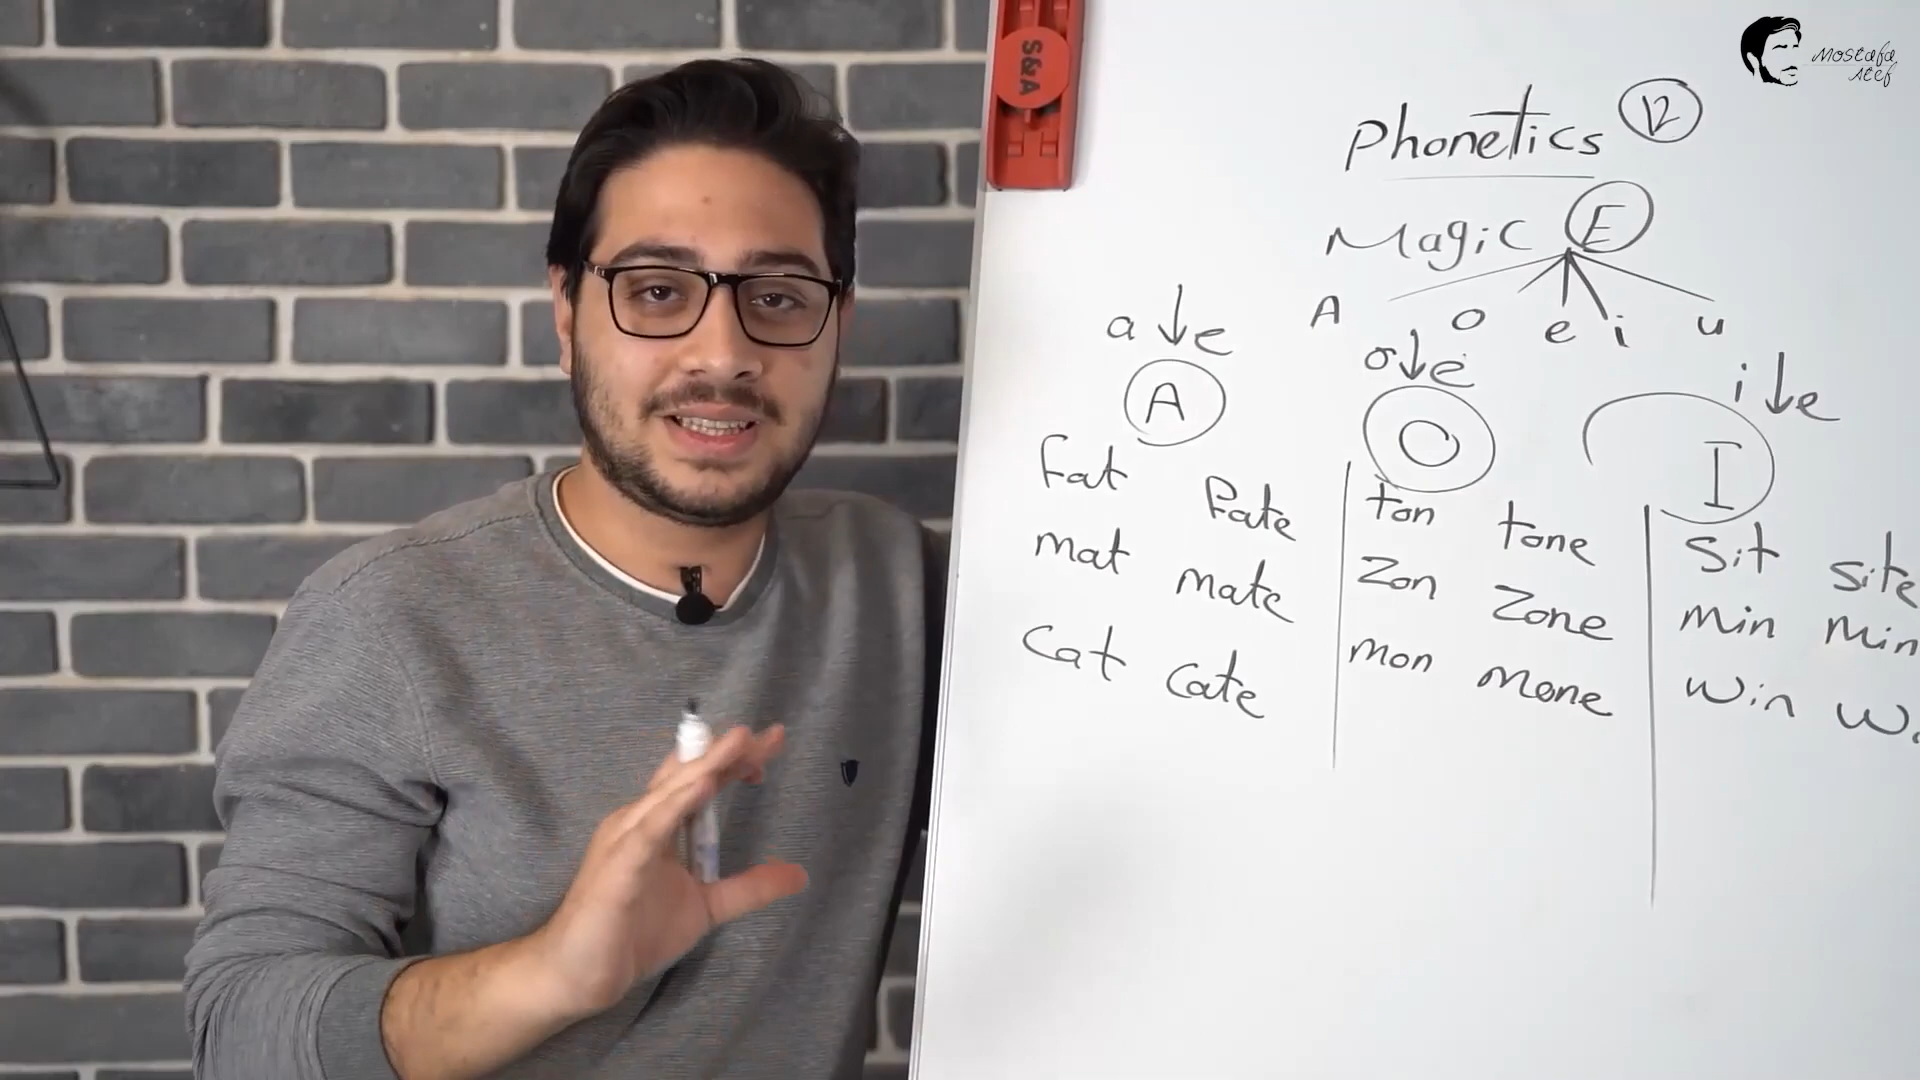 S&A
Mostafa
Atef
Phonetics 12
Magic E
A o e i u
a↓e
A
o↓e
O
i↓e
I
fat fate
mat mate
cat cate
ton tone
zon zone
mon mone
sit site
min min
win w